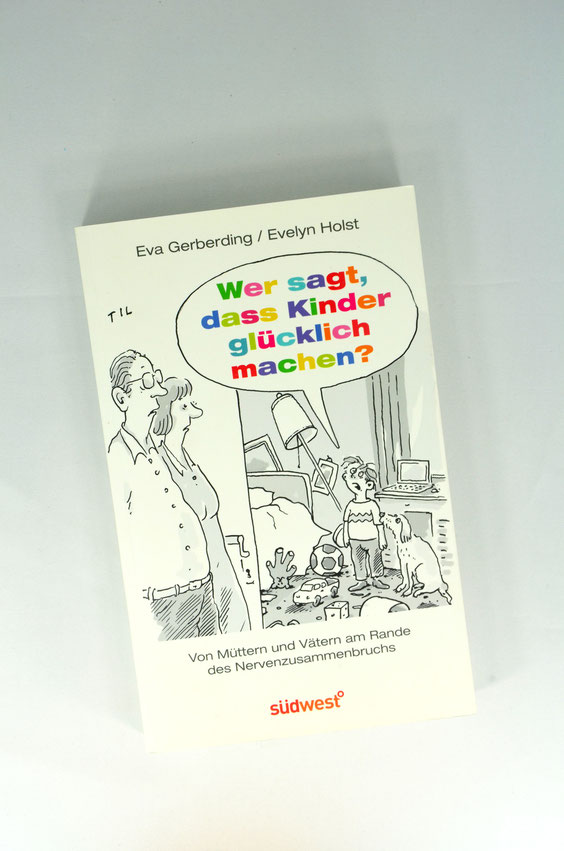 Eva Gerberding / Evelyn Holst
TIL
Wer sagt,
dass Kinder
glücklich
machen?
Von Müttern und Vätern am Rande
des Nervenzusammenbruchs
südwest°